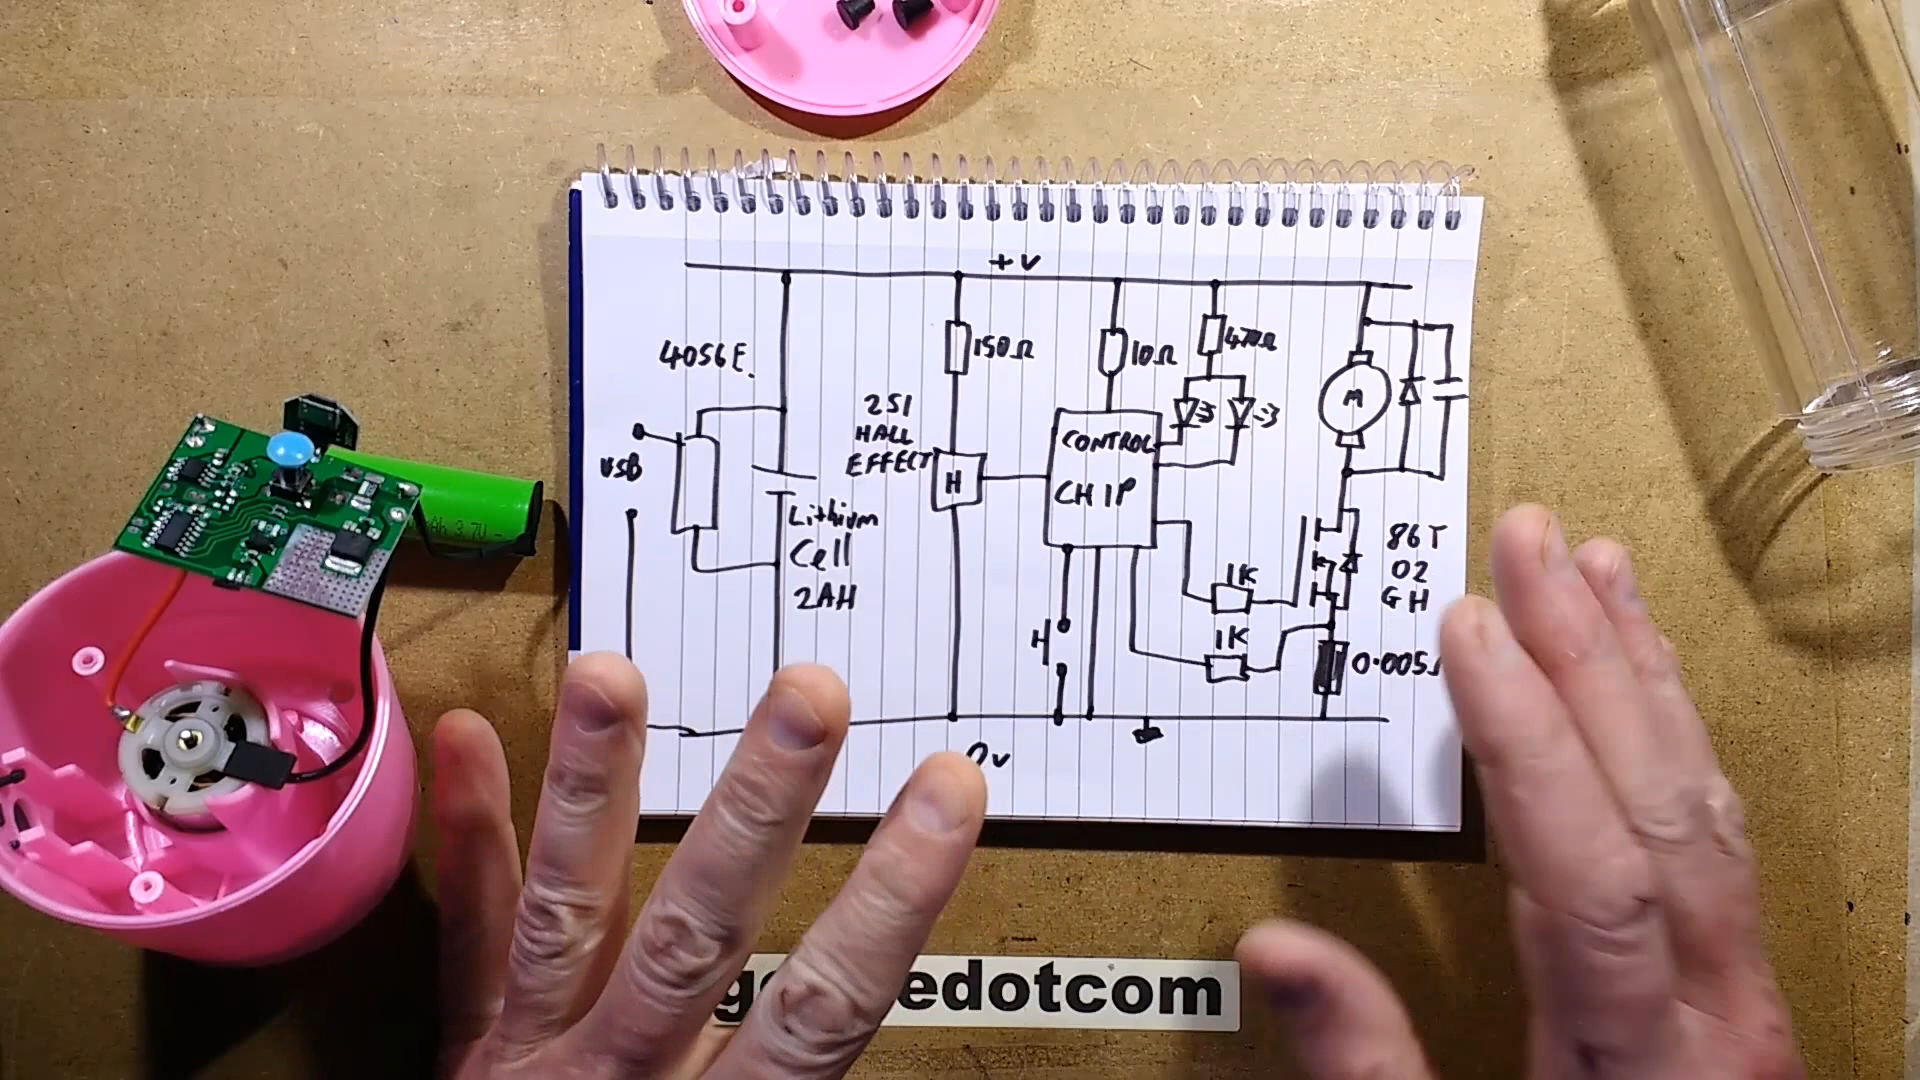 +V
4056E.
150Ω
10Ω
470Ω
251
HALL
EFFECT
H
USB
CONTROL
CHIP
M
Lithium
Cell
2AH
86T
02
GH
1K
1K
0.005
0v
3.7V
edotcom